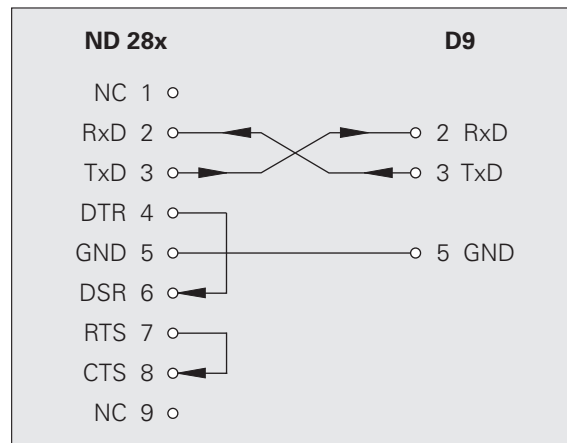 ND 28x D9
NC 1
RxD 2 2 RxD
TxD 3 3 TxD
DTR 4
GND 5 5 GND
DSR 6
RTS 7
CTS 8
NC 9